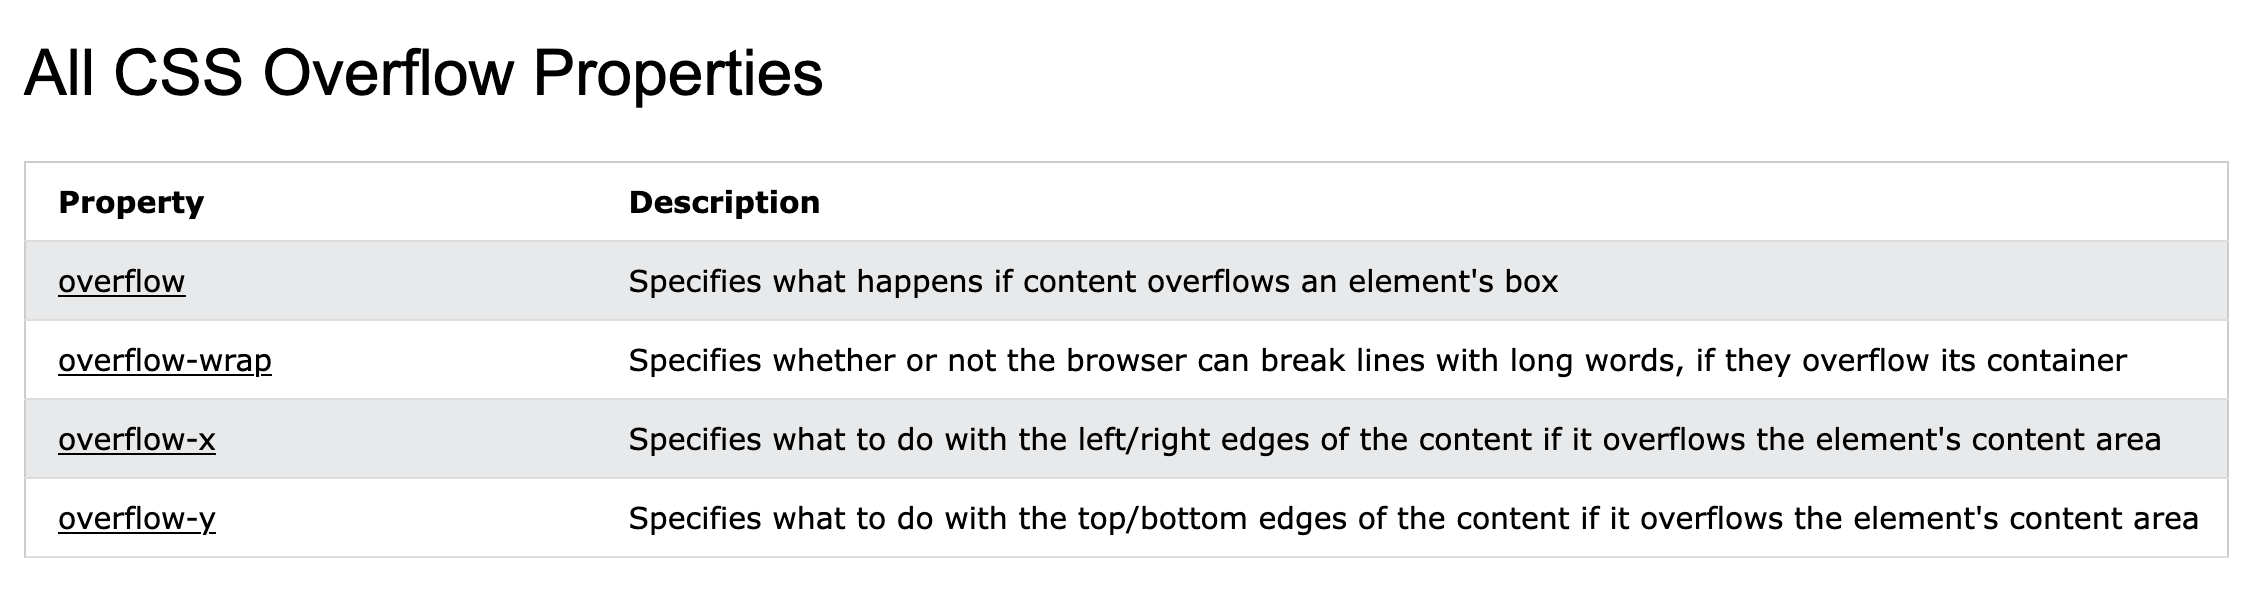 All CSS Overflow Properties
Property Description
overflow Specifies what happens if content overflows an element's box
overflow-wrap Specifies whether or not the browser can break lines with long words, if they overflow its container
overflow-x Specifies what to do with the left/right edges of the content if it overflows the element's content area
overflow-y Specifies what to do with the top/bottom edges of the content if it overflows the element's content area